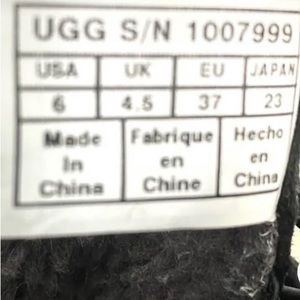 UGG S/N 1007999
USA UK EU JAPAN
6 4.5 37 23
Made Fabrique Hecho
In en en
China Chine China